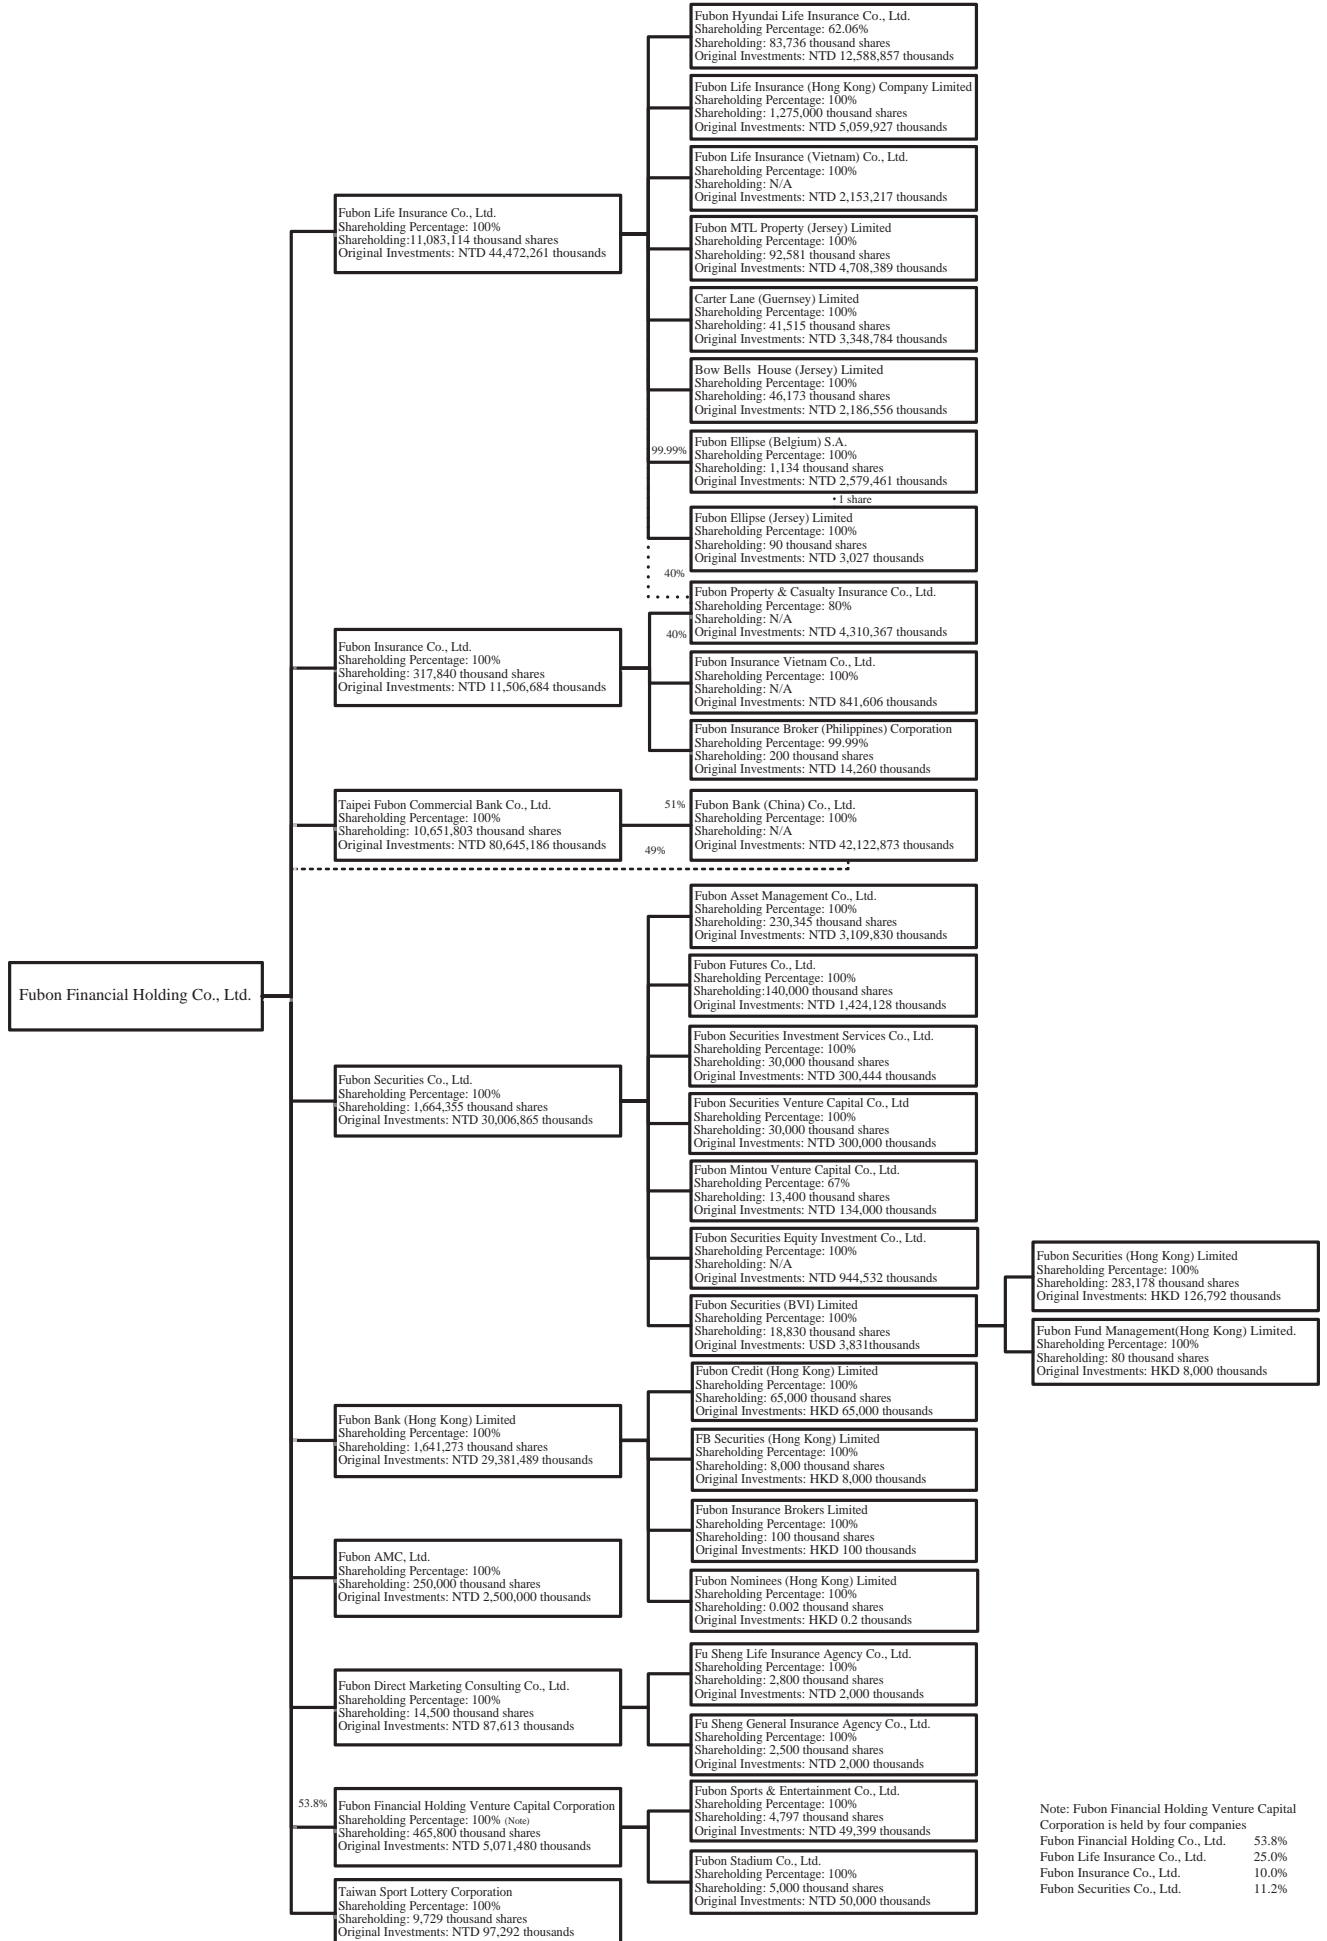 Fubon Financial Holding Co., Ltd.
Fubon Life Insurance Co., Ltd.
Shareholding Percentage: 100%
Shareholding:11,083,114 thousand shares
Original Investments: NTD 44,472,261 thousands
Fubon Hyundai Life Insurance Co., Ltd.
Shareholding Percentage: 62.06%
Shareholding: 83,736 thousand shares
Original Investments: NTD 12,588,857 thousands
Fubon Life Insurance (Hong Kong) Company Limited
Shareholding Percentage: 100%
Shareholding: 1,275,000 thousand shares
Original Investments: NTD 5,059,927 thousands
Fubon Life Insurance (Vietnam) Co., Ltd.
Shareholding Percentage: 100%
Shareholding: N/A
Original Investments: NTD 2,153,217 thousands
Fubon MTL Property (Jersey) Limited
Shareholding Percentage: 100%
Shareholding: 92,581 thousand shares
Original Investments: NTD 4,708,389 thousands
Carter Lane (Guernsey) Limited
Shareholding Percentage: 100%
Shareholding: 41,515 thousand shares
Original Investments: NTD 3,348,784 thousands
Bow Bells House (Jersey) Limited
Shareholding Percentage: 100%
Shareholding: 46,173 thousand shares
Original Investments: NTD 2,186,556 thousands
99.99%
Fubon Ellipse (Belgium) S.A.
Shareholding Percentage: 100%
Shareholding: 1,134 thousand shares
Original Investments: NTD 2,579,461 thousands
• 1 share
Fubon Ellipse (Jersey) Limited
Shareholding Percentage: 100%
Shareholding: 90 thousand shares
Original Investments: NTD 3,027 thousands
40%
Fubon Insurance Co., Ltd.
Shareholding Percentage: 100%
Shareholding: 317,840 thousand shares
Original Investments: NTD 11,506,684 thousands
40%
Fubon Property & Casualty Insurance Co., Ltd.
Shareholding Percentage: 80%
Shareholding: N/A
Original Investments: NTD 4,310,367 thousands
Fubon Insurance Vietnam Co., Ltd.
Shareholding Percentage: 100%
Shareholding: N/A
Original Investments: NTD 841,606 thousands
Fubon Insurance Broker (Philippines) Corporation
Shareholding Percentage: 99.99%
Shareholding: 200 thousand shares
Original Investments: NTD 14,260 thousands
Taipei Fubon Commercial Bank Co., Ltd.
Shareholding Percentage: 100%
Shareholding: 10,651,803 thousand shares
Original Investments: NTD 80,645,186 thousands
51%
49%
Fubon Bank (China) Co., Ltd.
Shareholding Percentage: 100%
Shareholding: N/A
Original Investments: NTD 42,122,873 thousands
Fubon Securities Co., Ltd.
Shareholding Percentage: 100%
Shareholding: 1,664,355 thousand shares
Original Investments: NTD 30,006,865 thousands
Fubon Asset Management Co., Ltd.
Shareholding Percentage: 100%
Shareholding: 230,345 thousand shares
Original Investments: NTD 3,109,830 thousands
Fubon Futures Co., Ltd.
Shareholding Percentage: 100%
Shareholding:140,000 thousand shares
Original Investments: NTD 1,424,128 thousands
Fubon Securities Investment Services Co., Ltd.
Shareholding Percentage: 100%
Shareholding: 30,000 thousand shares
Original Investments: NTD 300,444 thousands
Fubon Securities Venture Capital Co., Ltd
Shareholding Percentage: 100%
Shareholding: 30,000 thousand shares
Original Investments: NTD 300,000 thousands
Fubon Mintou Venture Capital Co., Ltd.
Shareholding Percentage: 67%
Shareholding: 13,400 thousand shares
Original Investments: NTD 134,000 thousands
Fubon Securities Equity Investment Co., Ltd.
Shareholding Percentage: 100%
Shareholding: N/A
Original Investments: NTD 944,532 thousands
Fubon Securities (BVI) Limited
Shareholding Percentage: 100%
Shareholding: 18,830 thousand shares
Original Investments: USD 3,831thousands
Fubon Securities (Hong Kong) Limited
Shareholding Percentage: 100%
Shareholding: 283,178 thousand shares
Original Investments: HKD 126,792 thousands
Fubon Fund Management(Hong Kong) Limited.
Shareholding Percentage: 100%
Shareholding: 80 thousand shares
Original Investments: HKD 8,000 thousands
Fubon Bank (Hong Kong) Limited
Shareholding Percentage: 100%
Shareholding: 1,641,273 thousand shares
Original Investments: NTD 29,381,489 thousands
Fubon Credit (Hong Kong) Limited
Shareholding Percentage: 100%
Shareholding: 65,000 thousand shares
Original Investments: HKD 65,000 thousands
FB Securities (Hong Kong) Limited
Shareholding Percentage: 100%
Shareholding: 8,000 thousand shares
Original Investments: HKD 8,000 thousands
Fubon Insurance Brokers Limited
Shareholding Percentage: 100%
Shareholding: 100 thousand shares
Original Investments: HKD 100 thousands
Fubon Nominees (Hong Kong) Limited
Shareholding Percentage: 100%
Shareholding: 0.002 thousand shares
Original Investments: HKD 0.2 thousands
Fubon AMC, Ltd.
Shareholding Percentage: 100%
Shareholding: 250,000 thousand shares
Original Investments: NTD 2,500,000 thousands
Fubon Direct Marketing Consulting Co., Ltd.
Shareholding Percentage: 100%
Shareholding: 14,500 thousand shares
Original Investments: NTD 87,613 thousands
Fu Sheng Life Insurance Agency Co., Ltd.
Shareholding Percentage: 100%
Shareholding: 2,800 thousand shares
Original Investments: NTD 2,000 thousands
Fu Sheng General Insurance Agency Co., Ltd.
Shareholding Percentage: 100%
Shareholding: 2,500 thousand shares
Original Investments: NTD 2,000 thousands
53.8%
Fubon Financial Holding Venture Capital Corporation
Shareholding Percentage: 100% (Note)
Shareholding: 465,800 thousand shares
Original Investments: NTD 5,071,480 thousands
Fubon Sports & Entertainment Co., Ltd.
Shareholding Percentage: 100%
Shareholding: 4,797 thousand shares
Original Investments: NTD 49,399 thousands
Fubon Stadium Co., Ltd.
Shareholding Percentage: 100%
Shareholding: 5,000 thousand shares
Original Investments: NTD 50,000 thousands
Taiwan Sport Lottery Corporation
Shareholding Percentage: 100%
Shareholding: 9,729 thousand shares
Original Investments: NTD 97,292 thousands
Note: Fubon Financial Holding Venture Capital
Corporation is held by four companies
Fubon Financial Holding Co., Ltd. 53.8%
Fubon Life Insurance Co., Ltd. 25.0%
Fubon Insurance Co., Ltd. 10.0%
Fubon Securities Co., Ltd. 11.2%